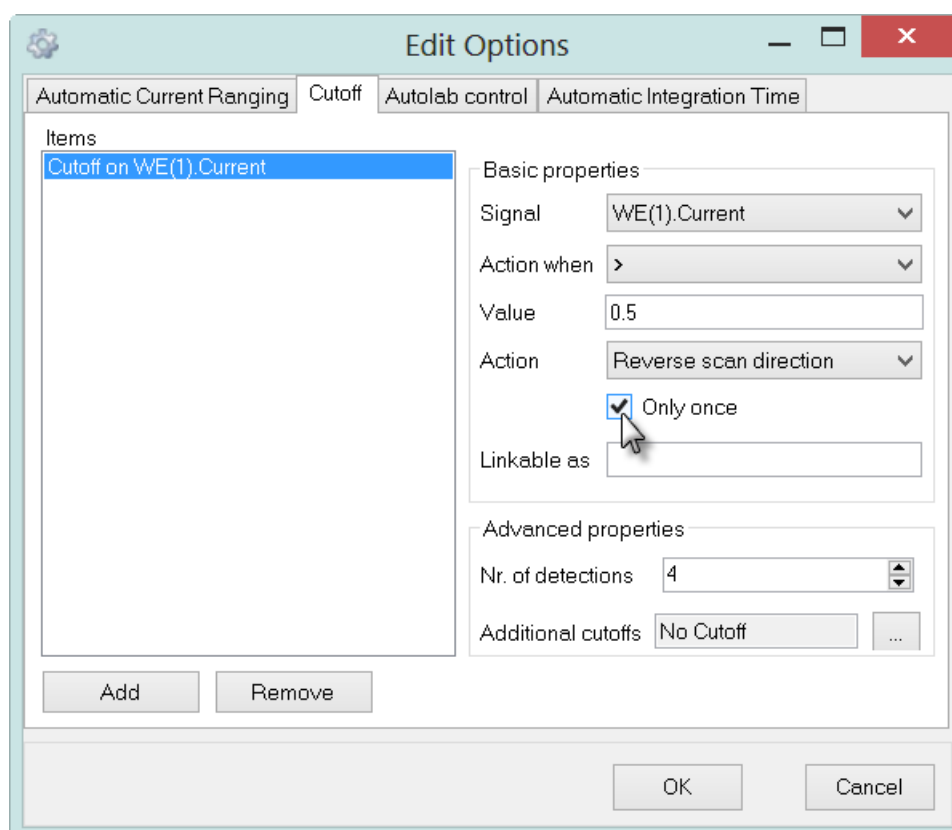 Edit Options
Automatic Current Ranging Cutoff Autolab control Automatic Integration Time
Items
Cutoff on WE(1).Current
Basic properties
Signal WE(1).Current
Action when >
Value 0.5
Action Reverse scan direction
Only once
Linkable as
Advanced properties
Nr. of detections 4
Additional cutoffs No Cutoff ...
Add Remove
OK Cancel